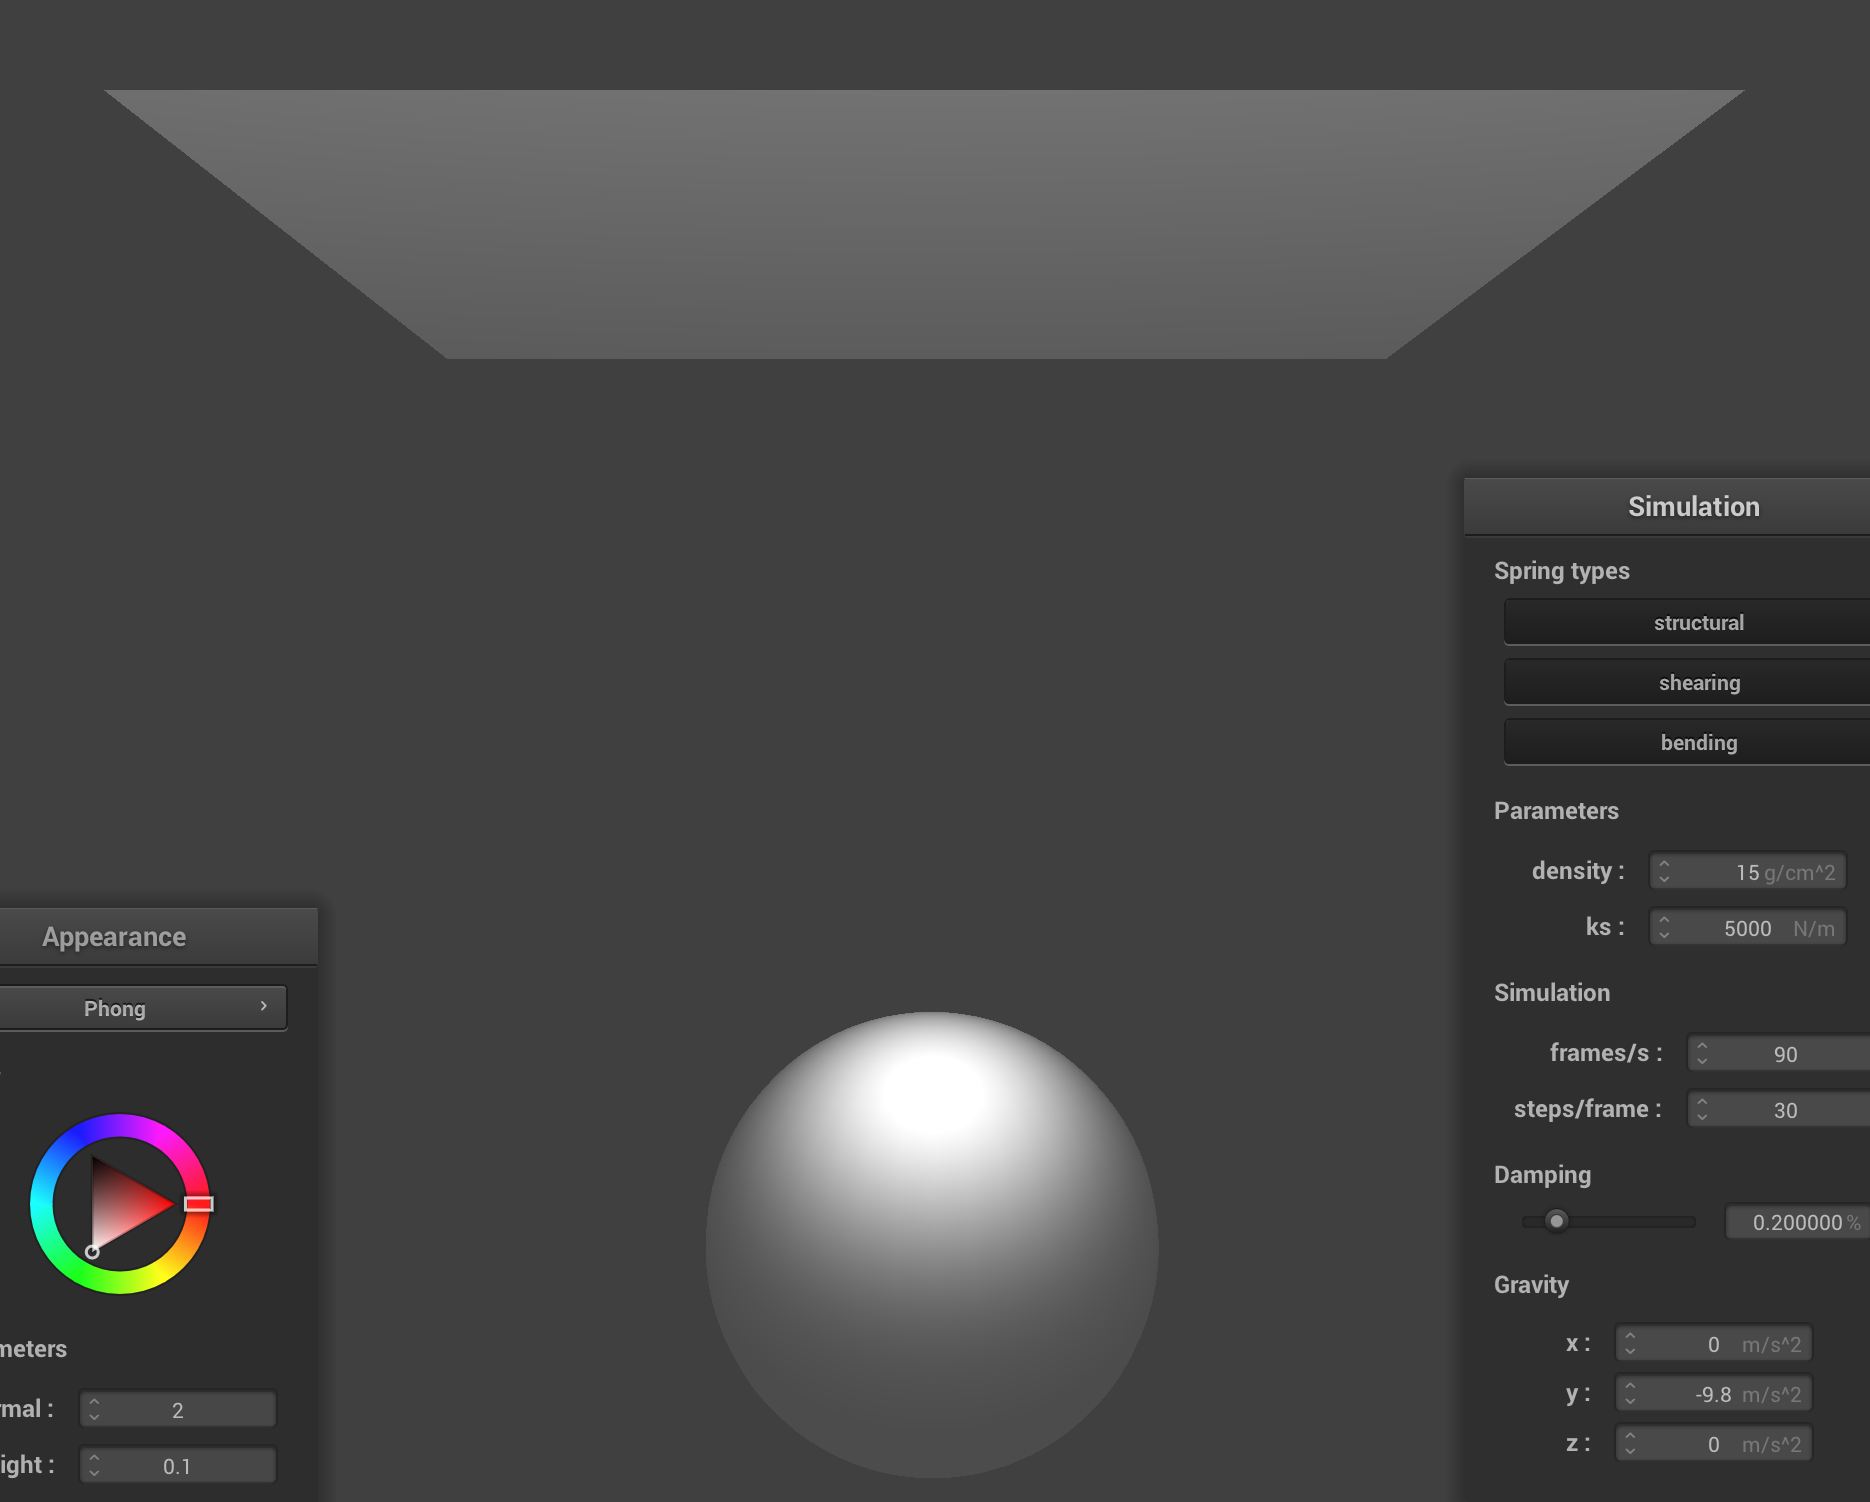 Simulation
Spring types
structural
shearing
bending
Parameters
density : 15 g/cm^2
ks : 5000 N/m
Simulation
frames/s : 90
steps/frame : 30
Damping
0.200000 %
Gravity
x : 0 m/s^2
y : -9.8 m/s^2
z : 0 m/s^2
Appearance
Phong
meters
rmal : 2
ight : 0.1